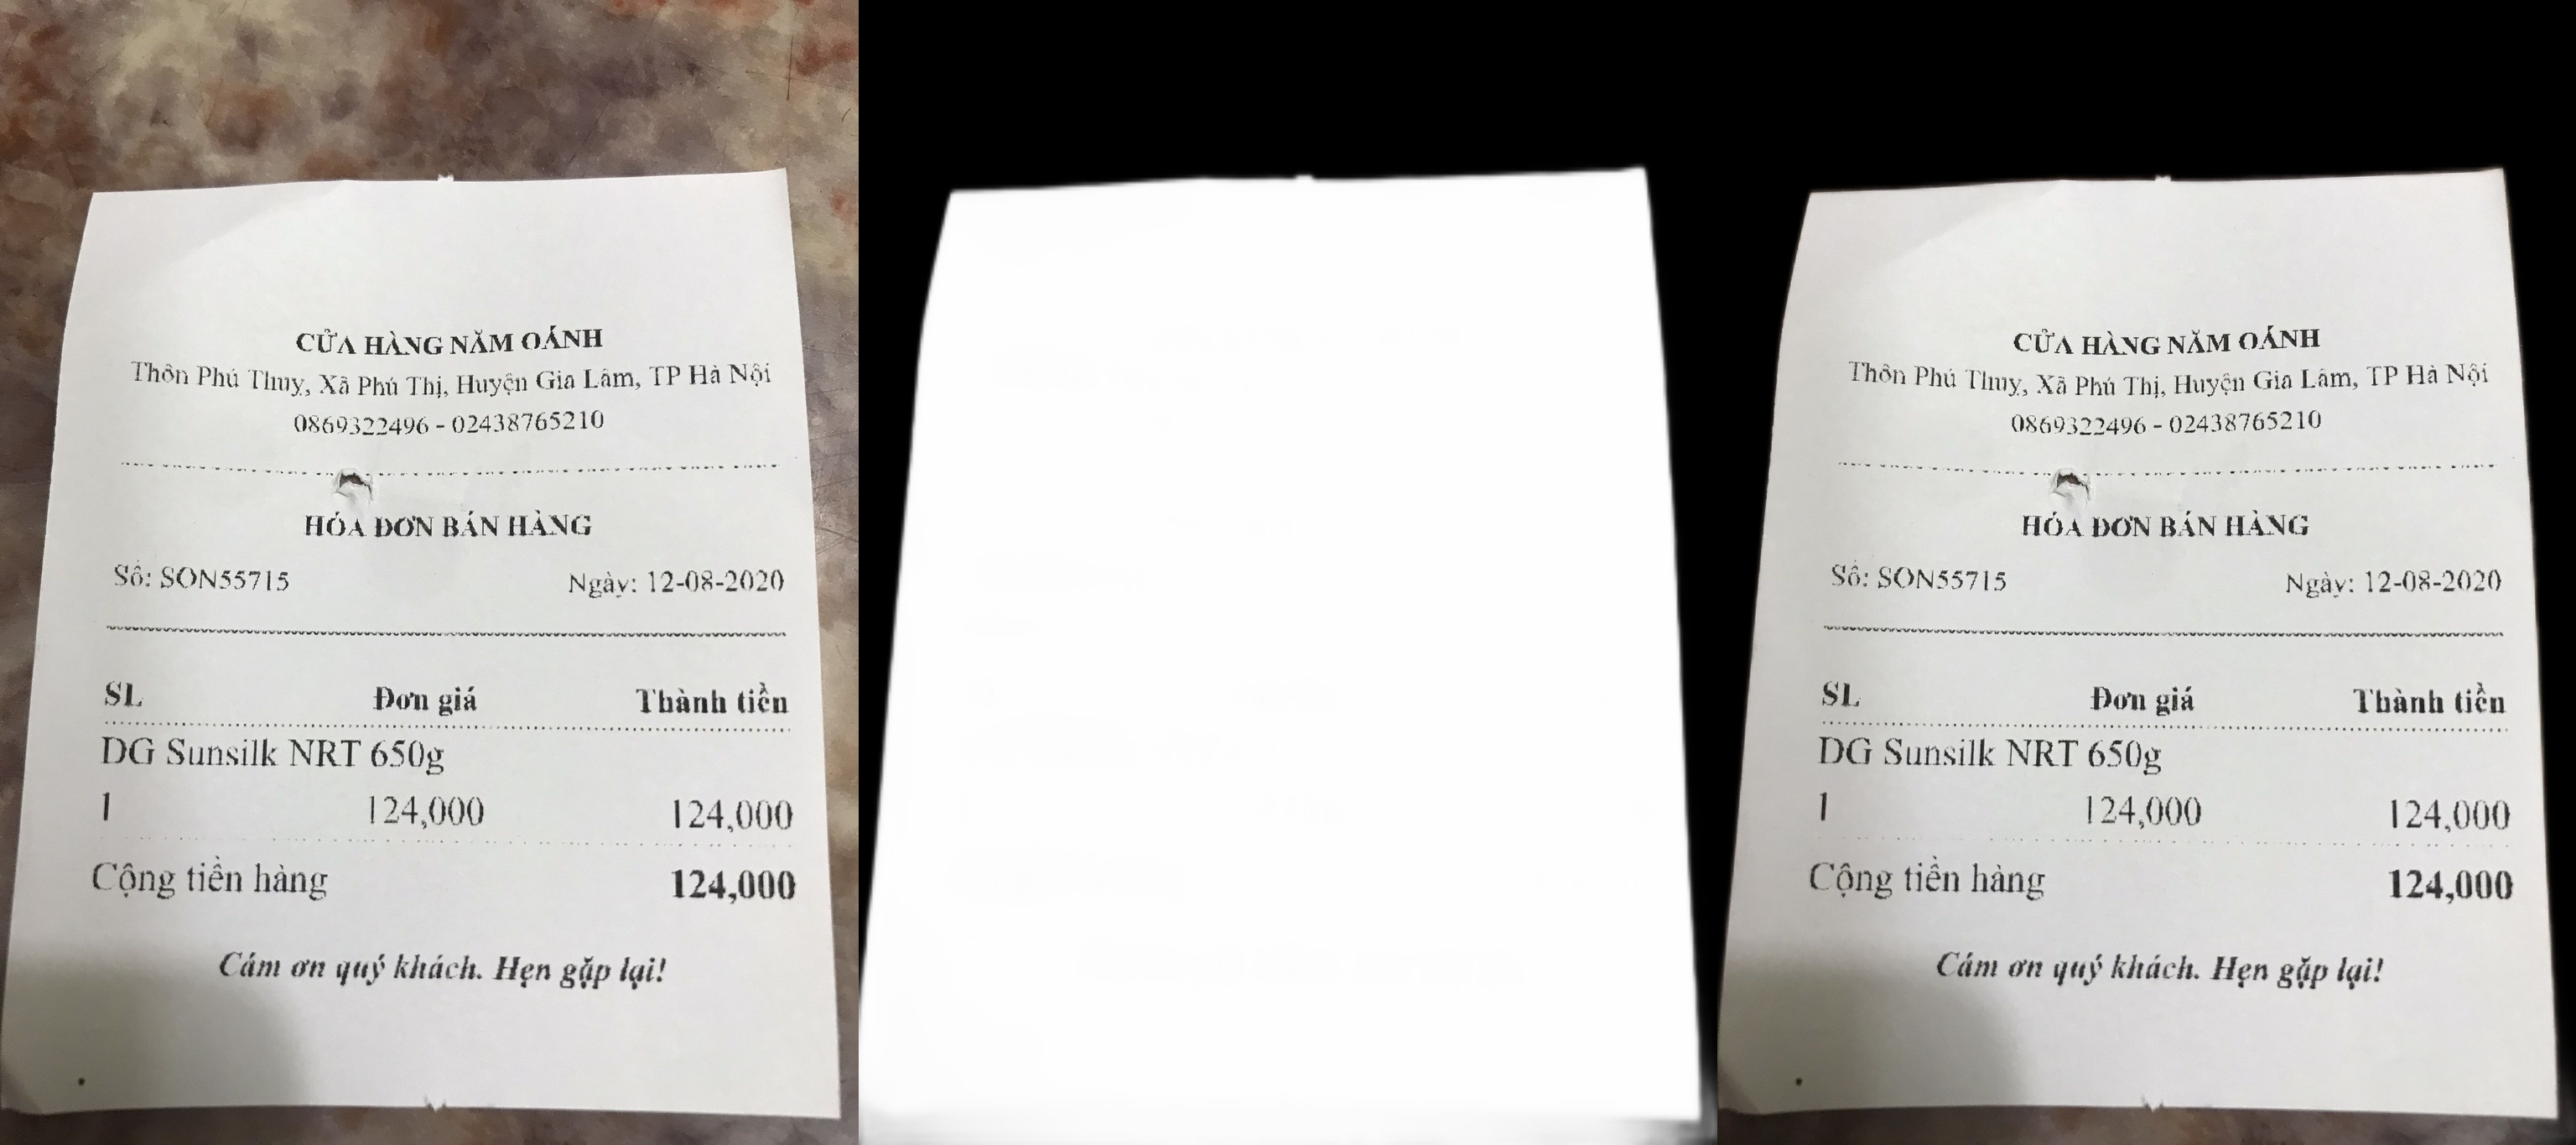 CỬA HÀNG NĂM OÁNH
Thôn Phú Thuỵ, Xã Phú Thị, Huyện Gia Lâm, TP Hà Nội
0869322496 - 02438765210
HÓA ĐƠN BÁN HÀNG
Số: SON55715 Ngày: 12-08-2020
SL Đơn giá Thành tiền
DG Sunsilk NRT 650g
1 124,000 124,000
Cộng tiền hàng 124,000
Cám ơn quý khách. Hẹn gặp lại!
CỬA HÀNG NĂM OÁNH
Thôn Phú Thuỵ, Xã Phú Thị, Huyện Gia Lâm, TP Hà Nội
0869322496 - 02438765210
HÓA ĐƠN BÁN HÀNG
Số: SON55715 Ngày: 12-08-2020
SL Đơn giá Thành tiền
DG Sunsilk NRT 650g
1 124,000 124,000
Cộng tiền hàng 124,000
Cám ơn quý khách. Hẹn gặp lại!